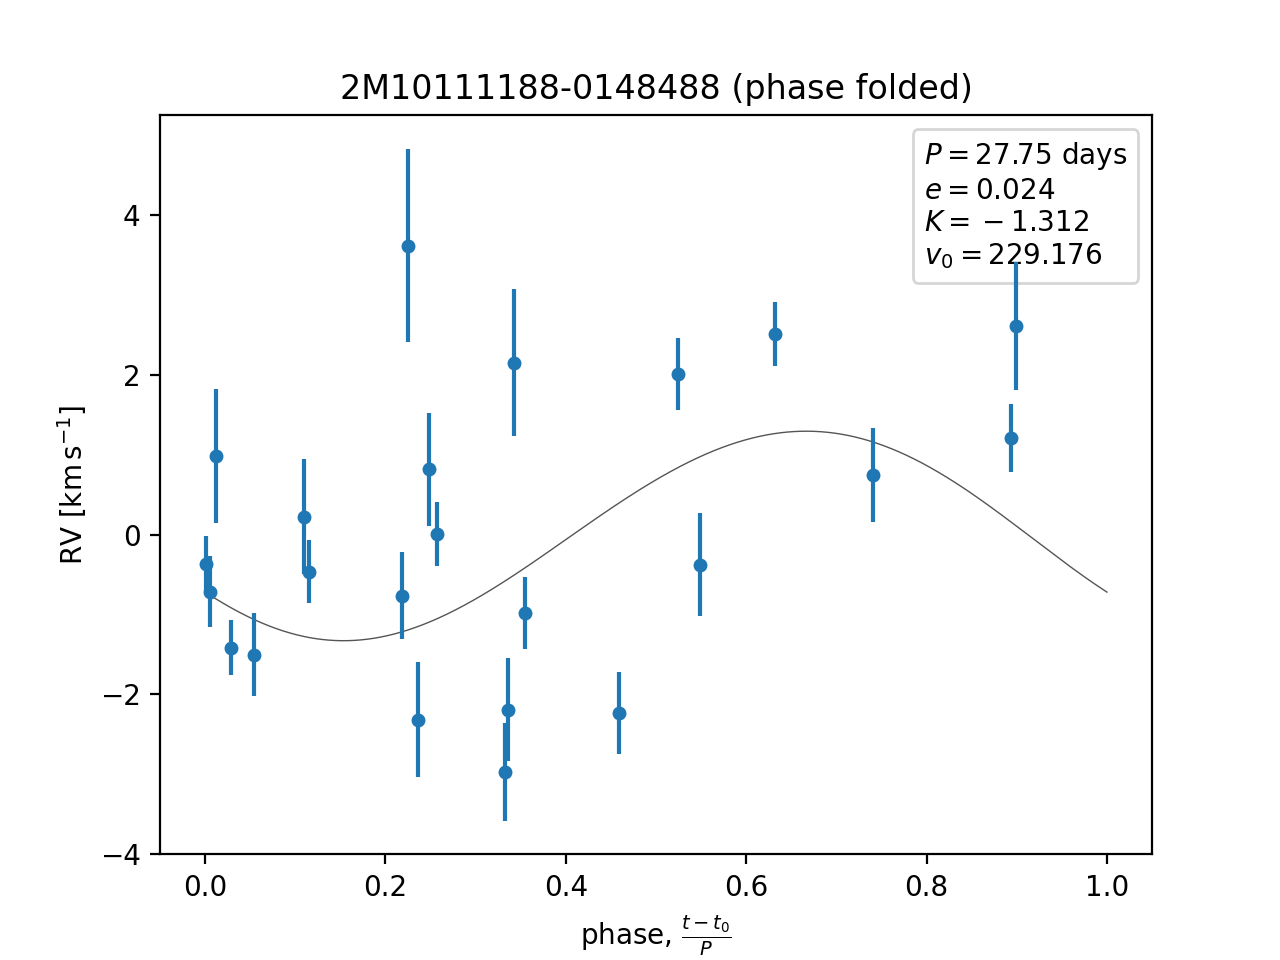 2M10111188-0148488 (phase folded)
P = 27.75 days
e = 0.024
K = −1.312
v₀ = 229.176
4
2
0
−2
−4
RV [km s⁻¹]
0.0 0.2 0.4 0.6 0.8 1.0
phase, (t − t₀)/P